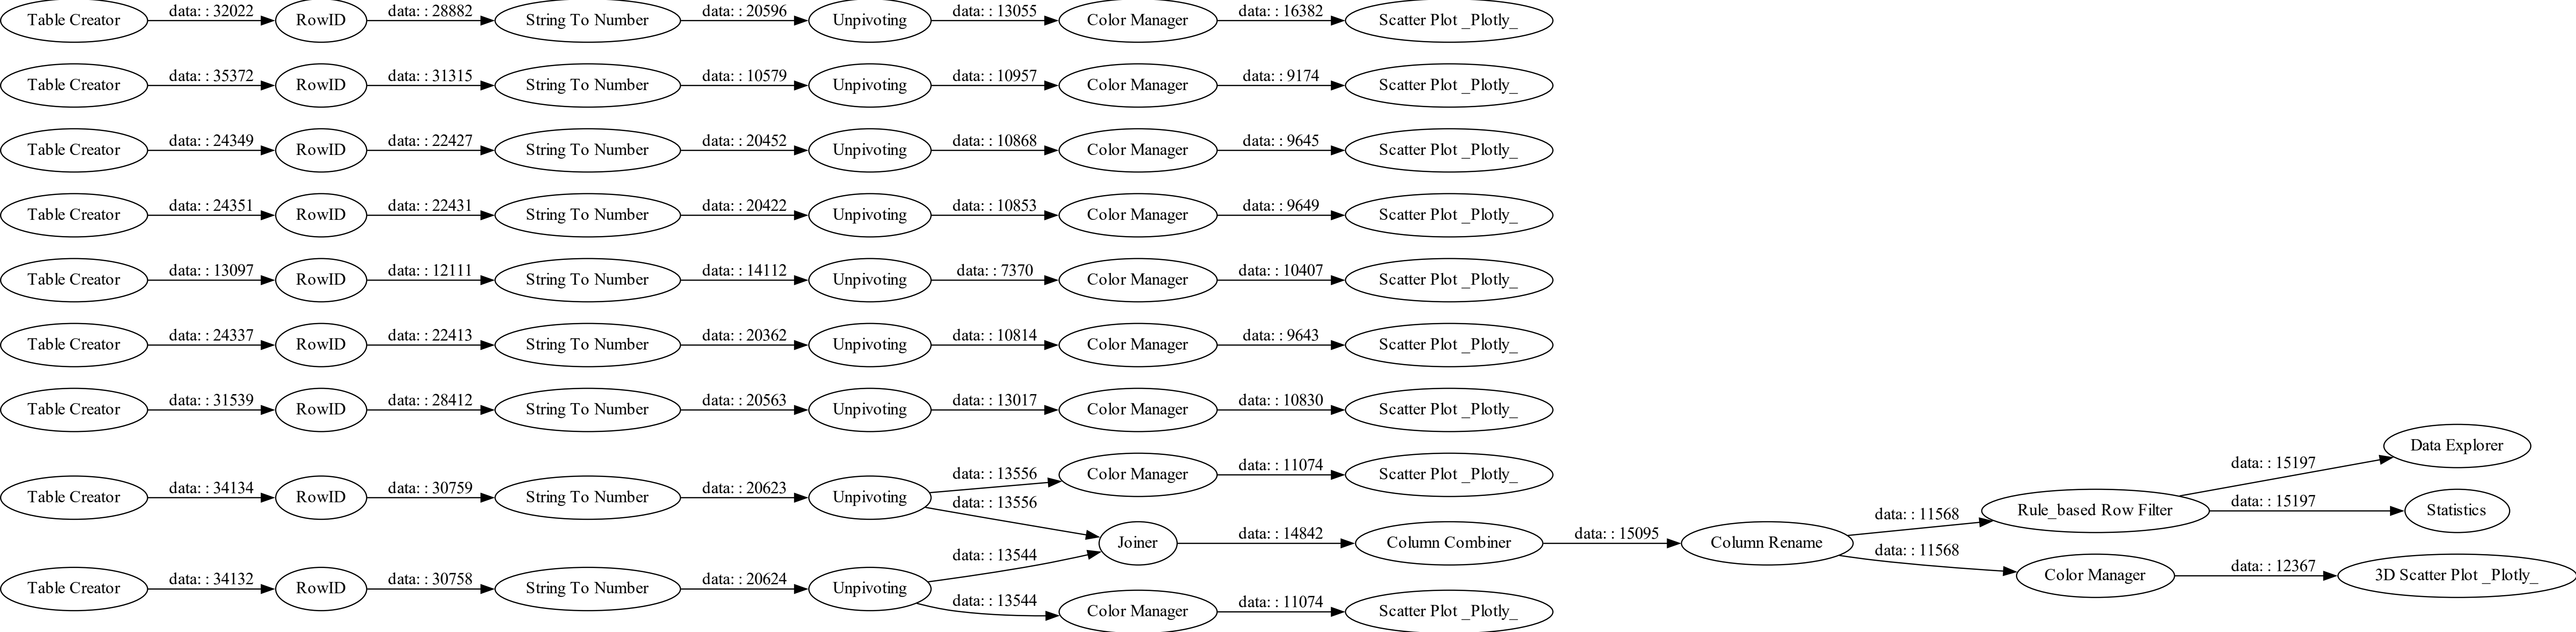 Table Creator data: : 32022 RowID data: : 28882 String To Number data: : 20596 Unpivoting data: : 13055 Color Manager data: : 16382 Scatter Plot _Plotly_
Table Creator data: : 35372 RowID data: : 31315 String To Number data: : 10579 Unpivoting data: : 10957 Color Manager data: : 9174 Scatter Plot _Plotly_
Table Creator data: : 24349 RowID data: : 22427 String To Number data: : 20452 Unpivoting data: : 10868 Color Manager data: : 9645 Scatter Plot _Plotly_
Table Creator data: : 24351 RowID data: : 22431 String To Number data: : 20422 Unpivoting data: : 10853 Color Manager data: : 9649 Scatter Plot _Plotly_
Table Creator data: : 13097 RowID data: : 12111 String To Number data: : 14112 Unpivoting data: : 7370 Color Manager data: : 10407 Scatter Plot _Plotly_
Table Creator data: : 24337 RowID data: : 22413 String To Number data: : 20362 Unpivoting data: : 10814 Color Manager data: : 9643 Scatter Plot _Plotly_
Table Creator data: : 31539 RowID data: : 28412 String To Number data: : 20563 Unpivoting data: : 13017 Color Manager data: : 10830 Scatter Plot _Plotly_
data: : 15197 Data Explorer
data: : 13556 Color Manager data: : 11074 Scatter Plot _Plotly_
Table Creator data: : 34134 RowID data: : 30759 String To Number data: : 20623 Unpivoting data: : 13556
data: : 11568 Rule_based Row Filter data: : 15197 Statistics
data: : 13544 Joiner data: : 14842 Column Combiner data: : 15095 Column Rename data: : 11568
Color Manager data: : 12367 3D Scatter Plot _Plotly_
Table Creator data: : 34132 RowID data: : 30758 String To Number data: : 20624 Unpivoting data: : 13544 Color Manager data: : 11074 Scatter Plot _Plotly_